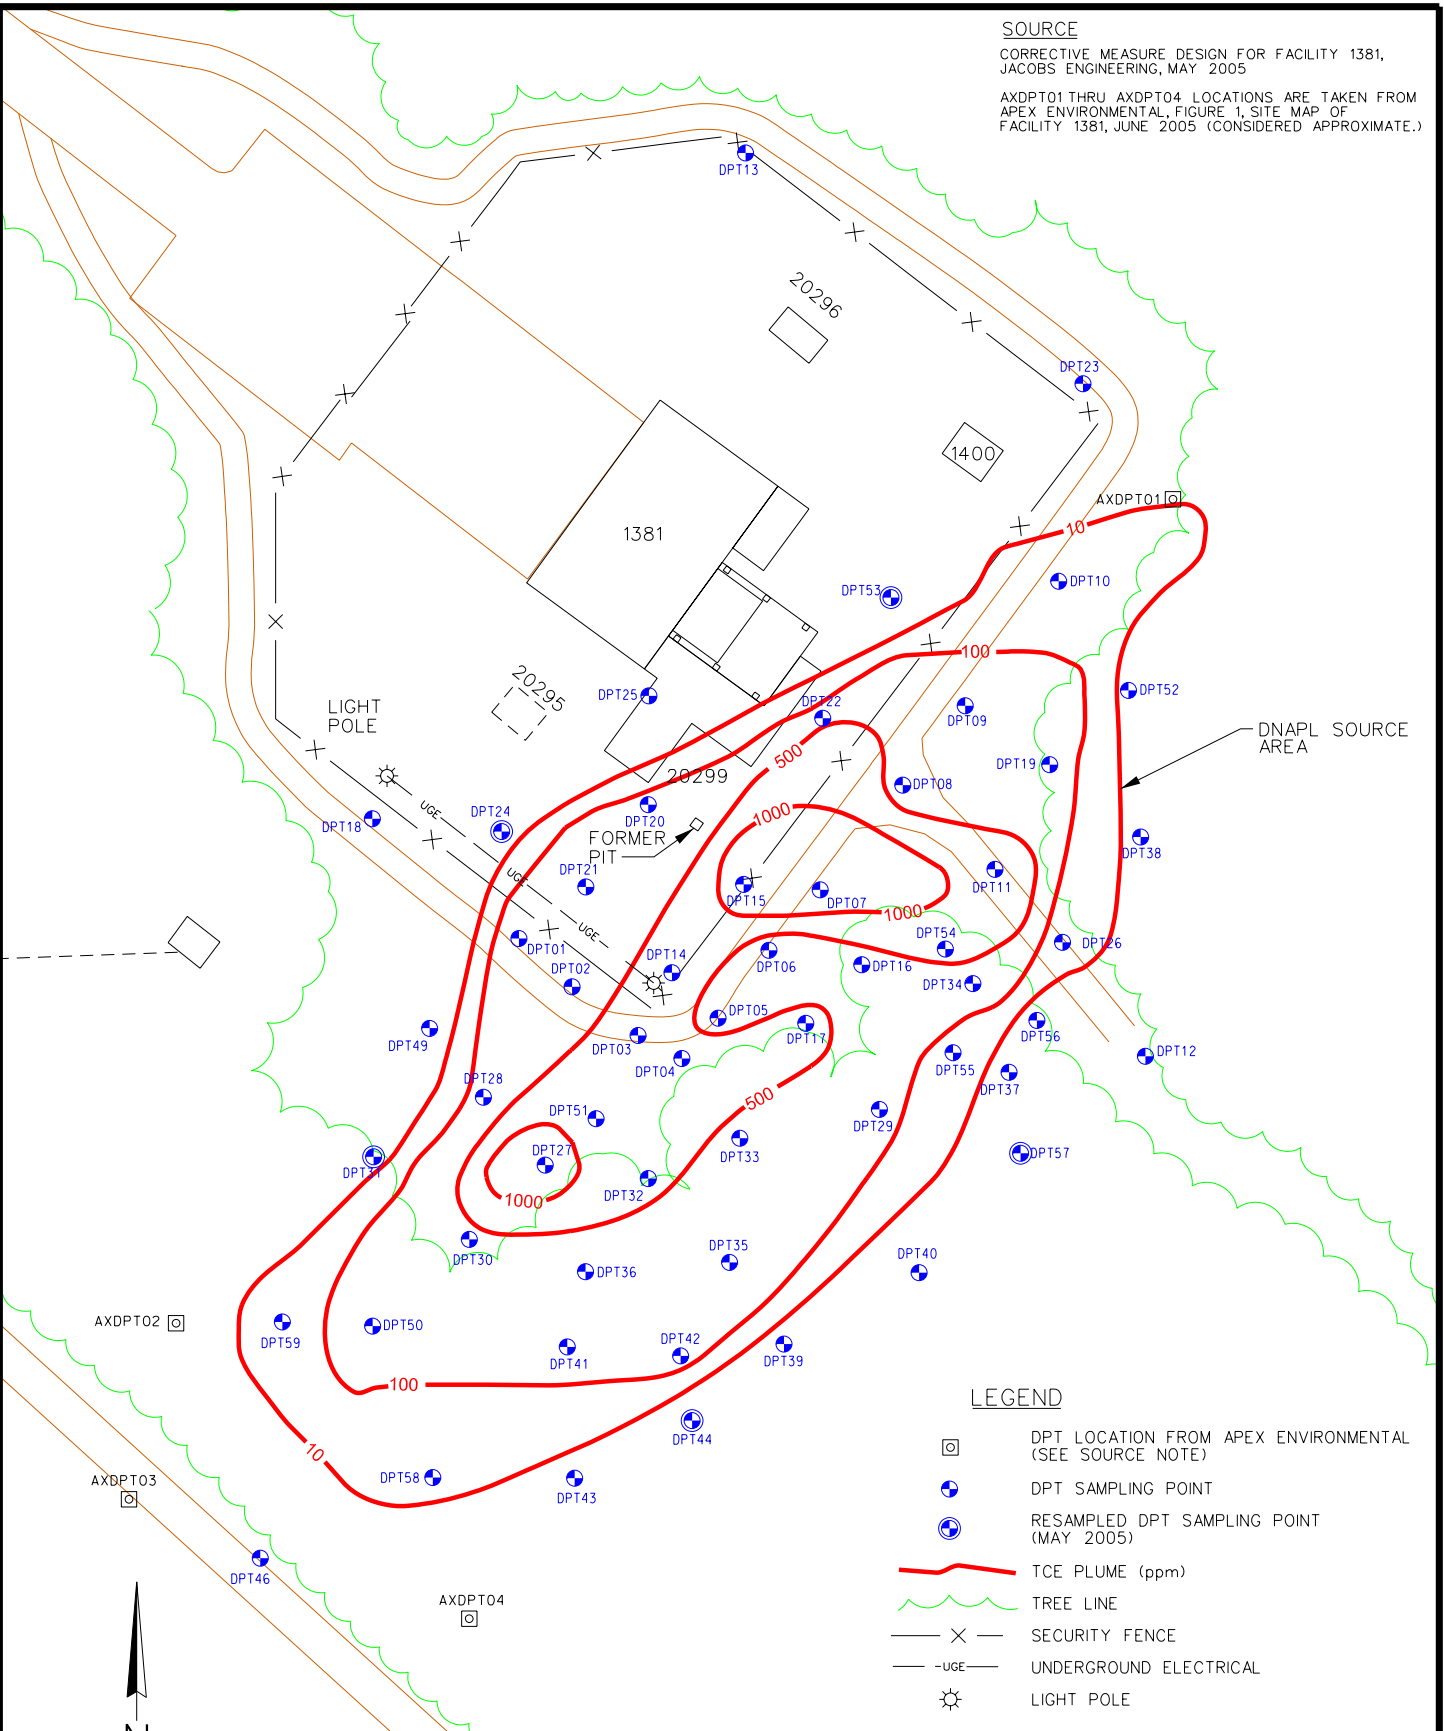 SOURCE
CORRECTIVE MEASURE DESIGN FOR FACILITY 1381,
JACOBS ENGINEERING, MAY 2005
AXDPT01 THRU AXDPT04 LOCATIONS ARE TAKEN FROM
APEX ENVIRONMENTAL, FIGURE 1, SITE MAP OF
FACILITY 1381, JUNE 2005 (CONSIDERED APPROXIMATE.)
DPT13
20296
DPT23
1400
AXDPT01
10
1381
DPT53
DPT10
100
20295
DPT25
DPT52
LIGHT
POLE
DPT22
DPT09
DNAPL SOURCE
AREA
500
DPT19
20299
DPT08
UGE
DPT24
DPT18
DPT20
1000
FORMER
PIT
DPT38
DPT21
UGE
DPT11
DPT15
DPT07
1000
UGE
DPT01
DPT54
DPT26
DPT14
DPT06
DPT16
DPT02
DPT34
DPT05
DPT49
DPT03
DPT17
DPT56
DPT04
DPT55
DPT12
DPT28
DPT37
500
DPT51
DPT29
DPT27
DPT33
DPT57
DPT31
1000
DPT32
DPT30
DPT35
DPT40
DPT36
AXDPT02
DPT59
DPT50
DPT41
DPT42
DPT39
100
LEGEND
DPT44
10
DPT58
DPT43
AXDPT03
DPT46
AXDPT04
DPT LOCATION FROM APEX ENVIRONMENTAL
(SEE SOURCE NOTE)
DPT SAMPLING POINT
RESAMPLED DPT SAMPLING POINT
(MAY 2005)
TCE PLUME (ppm)
TREE LINE
SECURITY FENCE
-UGE-
UNDERGROUND ELECTRICAL
LIGHT POLE
N